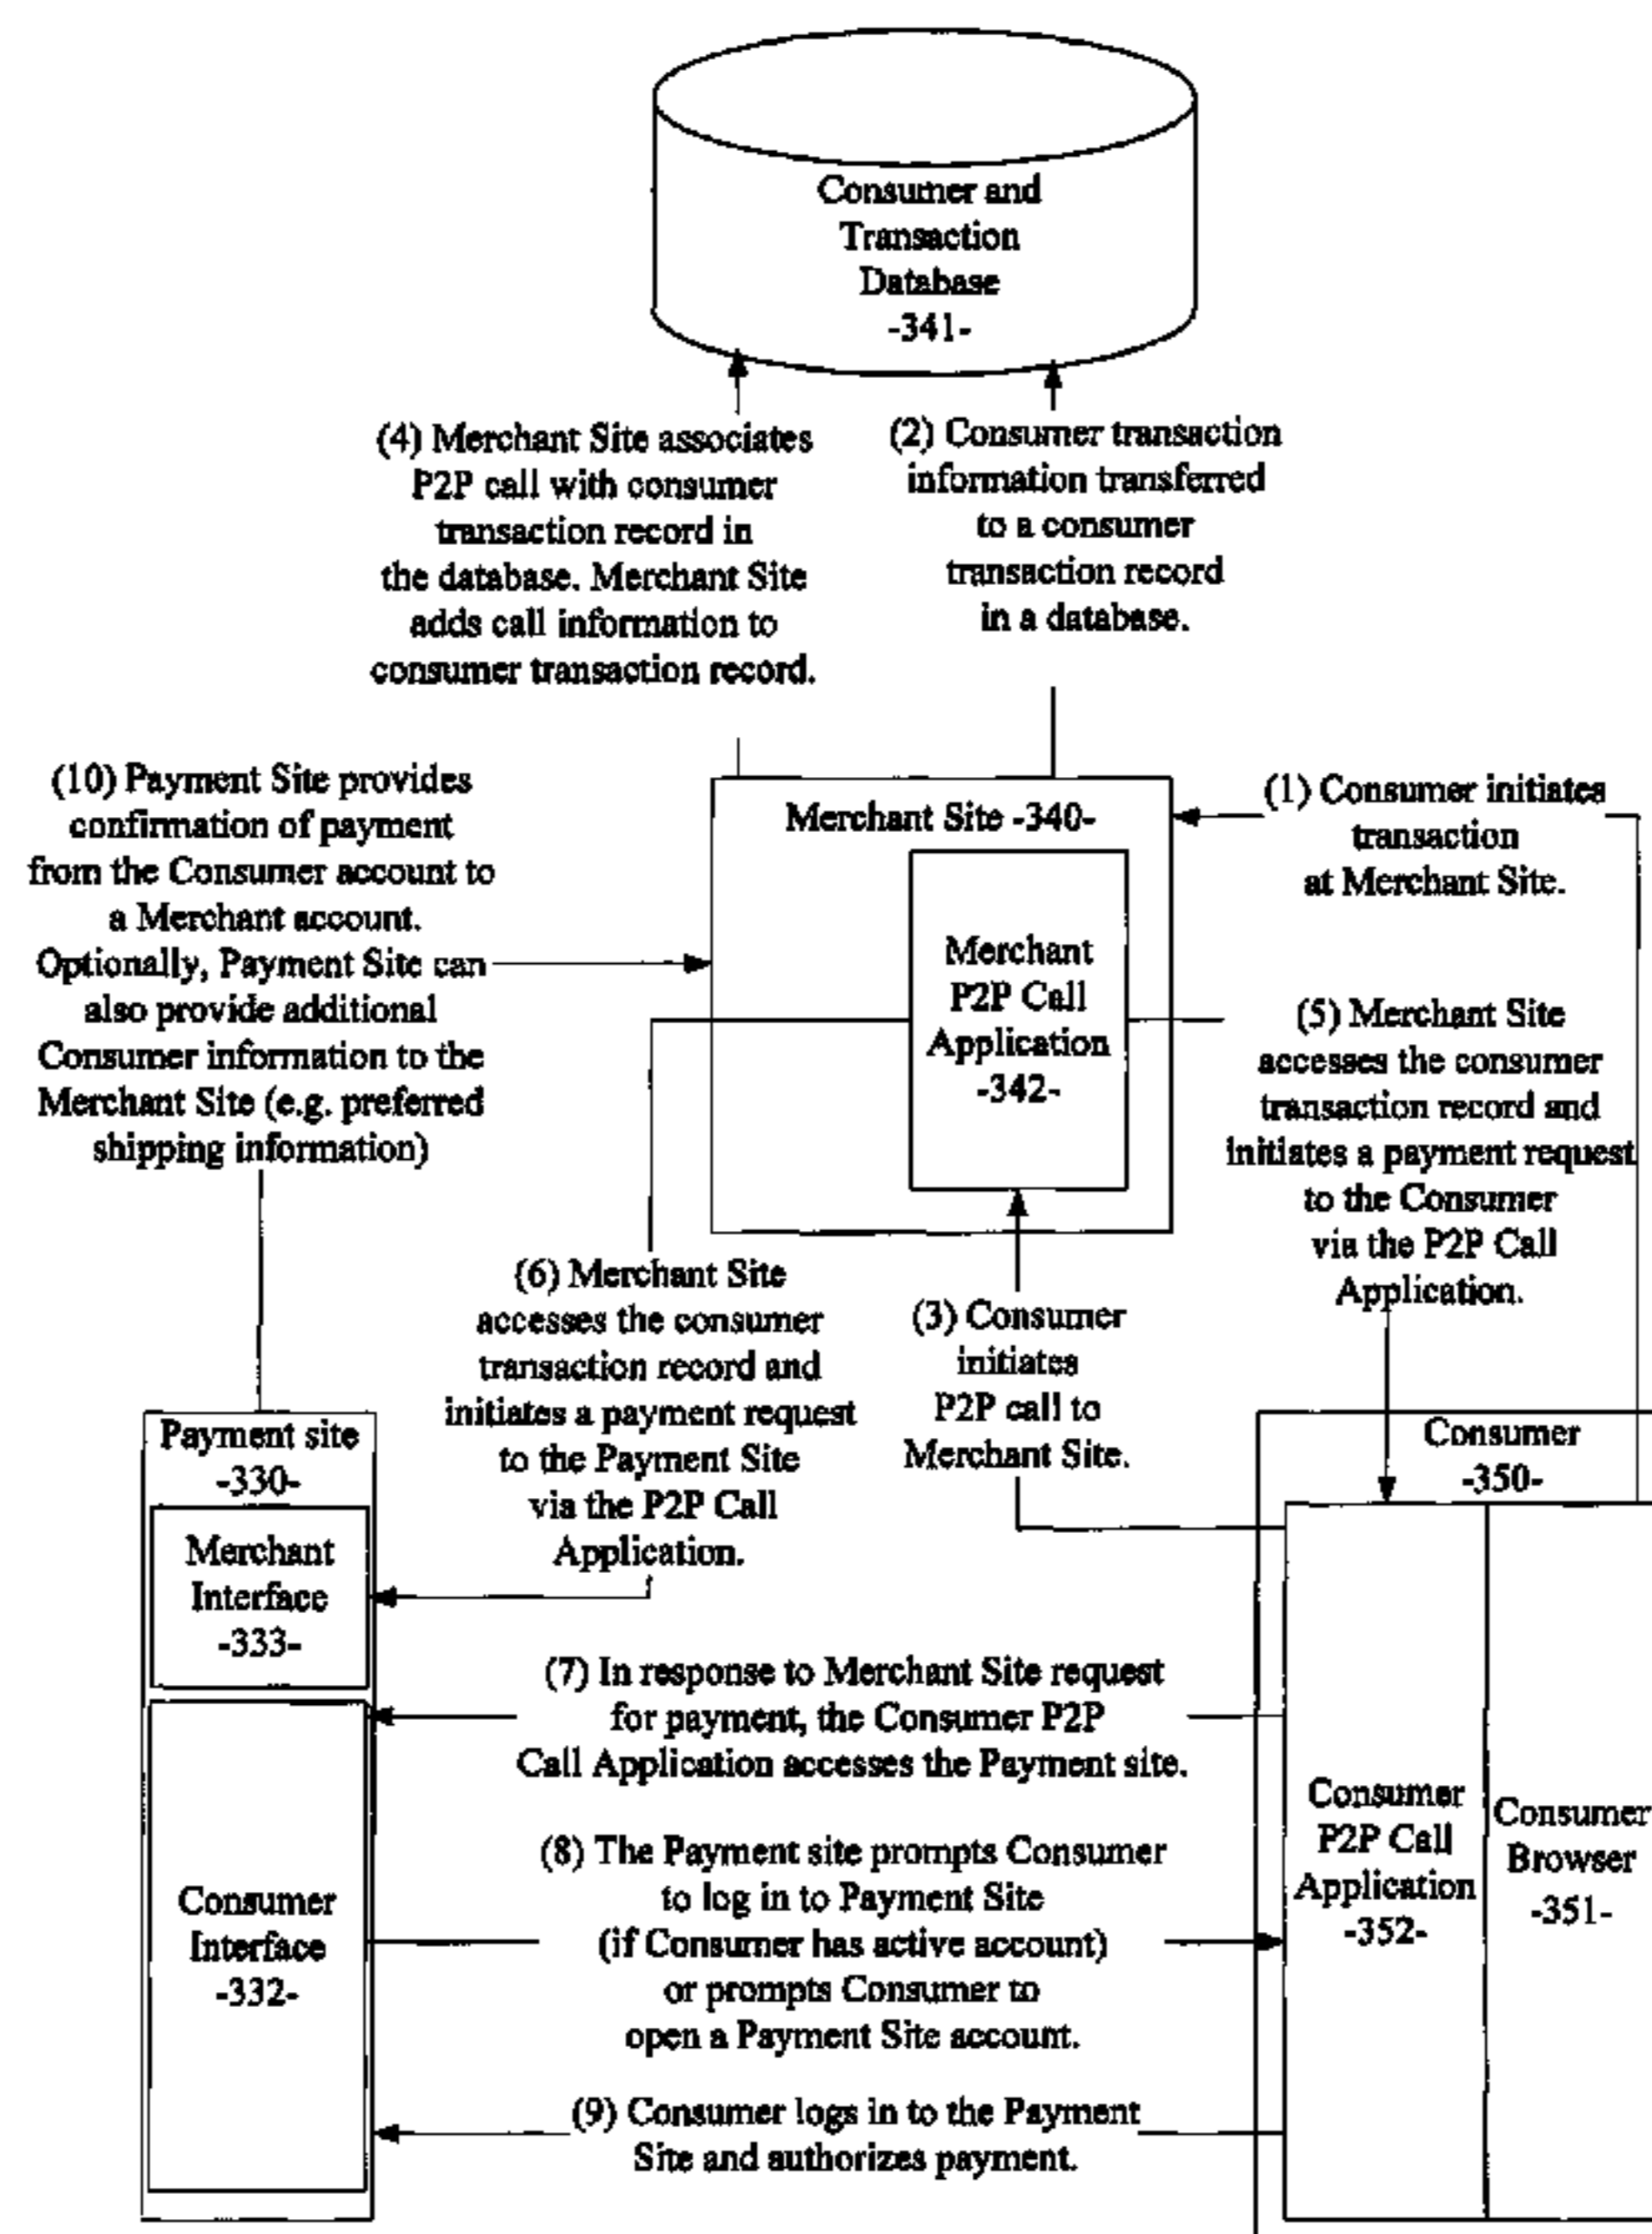 Consumer and
Transaction
Database
-341-
(4) Merchant Site associates
P2P call with consumer
transaction record in
the database. Merchant Site
adds call information to
consumer transaction record.
(2) Consumer transaction
information transferred
to a consumer
transaction record
in a database.
(10) Payment Site provides
confirmation of payment
from the Consumer account to
a Merchant account.
Optionally, Payment Site can
also provide additional
Consumer information to the
Merchant Site (e.g. preferred
shipping information)
Merchant Site -340-
Merchant
P2P Call
Application
-342-
(1) Consumer initiates
transaction
at Merchant Site.
(5) Merchant Site
accesses the consumer
transaction record and
initiates a payment request
to the Consumer
via the P2P Call
Application.
(6) Merchant Site
accesses the consumer
transaction record and
initiates a payment request
to the Payment Site
via the P2P Call
Application.
(3) Consumer
initiates
P2P call to
Merchant Site.
Payment site
-330-
Merchant
Interface
-333-
Consumer
Interface
-332-
Consumer
-350-
(7) In response to Merchant Site request
for payment, the Consumer P2P
Call Application accesses the Payment site.
(8) The Payment site prompts Consumer
to log in to Payment Site
(if Consumer has active account)
or prompts Consumer to
open a Payment Site account.
(9) Consumer logs in to the Payment
Site and authorizes payment.
Consumer
P2P Call
Application
-352-
Consumer
Browser
-351-